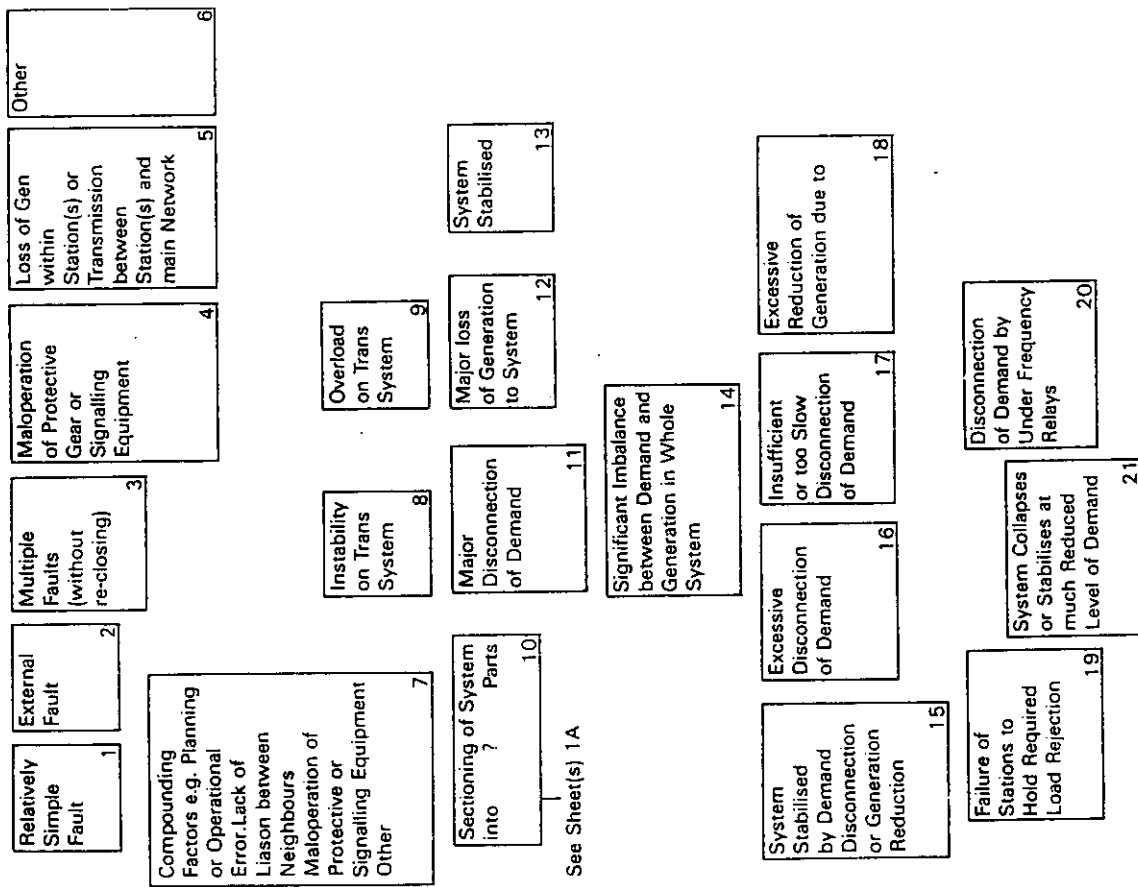 Relatively
Simple
Fault
1
External
Fault
2
Multiple
Faults
(without
re-closing)
3
Maloperation
of Protective
Gear or
Signalling
Equipment
4
Loss of Gen
within
Station(s) or
Transmission
between
Station(s) and
main Network
5
Other
6
Compounding
Factors e.g. Planning
or Operational
Error.Lack of
Liason between
Neighbours
Maloperation of
Protective or
Signalling Equipment
Other
7
Instability
on Trans
System
8
Overload
on Trans
System
9
Sectioning of System
into ? Parts
10
See Sheet(s) 1A
Major
Disconnection
of Demand
11
Major loss
of Generation
to System
12
System
Stabilised
13
Significant Imbalance
between Demand and
Generation in Whole
System
14
System
Stabilised
by Demand
Disconnection
or Generation
Reduction
15
Excessive
Disconnection
of Demand
16
Insufficient
or too Slow
Disconnection
of Demand
17
Excessive
Reduction of
Generation due to
18
Failure of
Stations to
Hold Required
Load Rejection
19
Disconnection
of Demand by
Under Frequency
Relays
20
System Collapses
or Stabilises at
much Reduced
Level of Demand
21